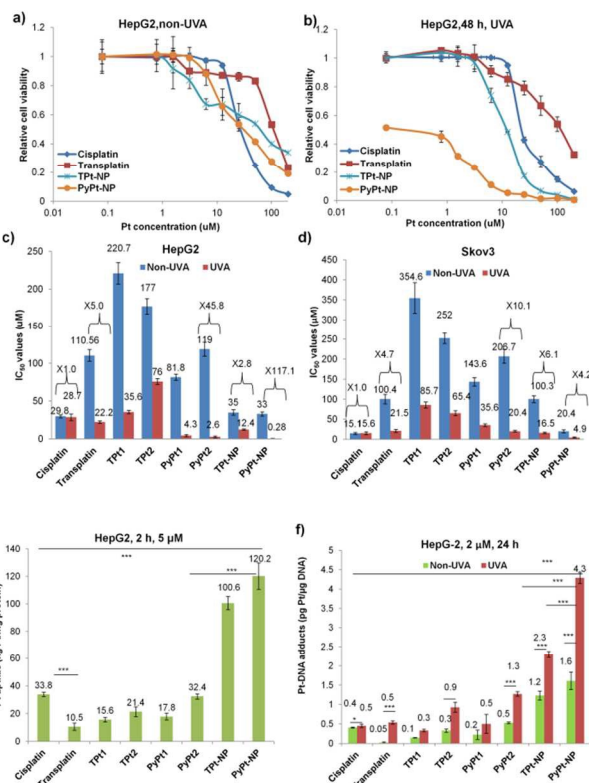 a)
HepG2,non-UVA
Relative cell viability
1.2
1
0.8
0.6
0.4
0.2
0
Cisplatin
Transplatin
TPt-NP
PyPt-NP
0.01
1
100
Pt concentration (uM)
b)
HepG2,48 h, UVA
Relative cell viability
1.2
1
0.8
0.6
0.4
0.2
0
Cisplatin
Transplatin
TPt-NP
PyPt-NP
0.01
0.1
1
10
100
Pt concentration (uM)
c)
HepG2
Non-UVA
UVA
IC50 values (µM)
250
200
150
100
50
0
X1.0
X5.0
X45.8
X2.8
X117.1
29.8
28.7
110.56
22.2
220.7
35.6
177
76
81.8
4.3
119
2.6
35
12.4
33
0.28
Cisplatin
Transplatin
TPt1
TPt2
PyPt1
PyPt2
TPt-NP
PyPt-NP
d)
Skov3
Non-UVA
UVA
IC50 values (µM)
450
400
350
300
250
200
150
100
50
0
X1.0
X4.7
X10.1
X6.1
X4.2
15.1
15.6
100.4
21.5
354.6
85.7
252
65.4
143.6
35.6
206.7
20.4
100.3
16.5
20.4
4.9
Cisplatin
Transplatin
TPt1
TPt2
PyPt1
PyPt2
TPt-NP
PyPt-NP
HepG2, 2 h, 5 µM
140
120
100
80
60
40
20
0
***
***
***
33.8
10.5
15.6
21.4
17.8
32.4
100.6
120.2
Cisplatin
Transplatin
TPt1
TPt2
PyPt1
PyPt2
TPt-NP
PyPt-NP
f)
HepG-2, 2 µM, 24 h
Non-UVA
UVA
Pt-DNA adducts (pg Pt/µg DNA)
5
4.5
4
3.5
3
2.5
2
1.5
1
0.5
0
***
***
***
***
***
***
***
***
*
0.4
0.5
0.05
0.5
0.1
0.3
0.3
0.9
0.2
0.5
0.5
1.3
1.2
2.3
1.6
4.3
Cisplatin
Transplatin
TPt1
TPt2
PyPt1
PyPt2
TPt-NP
PyPt-NP